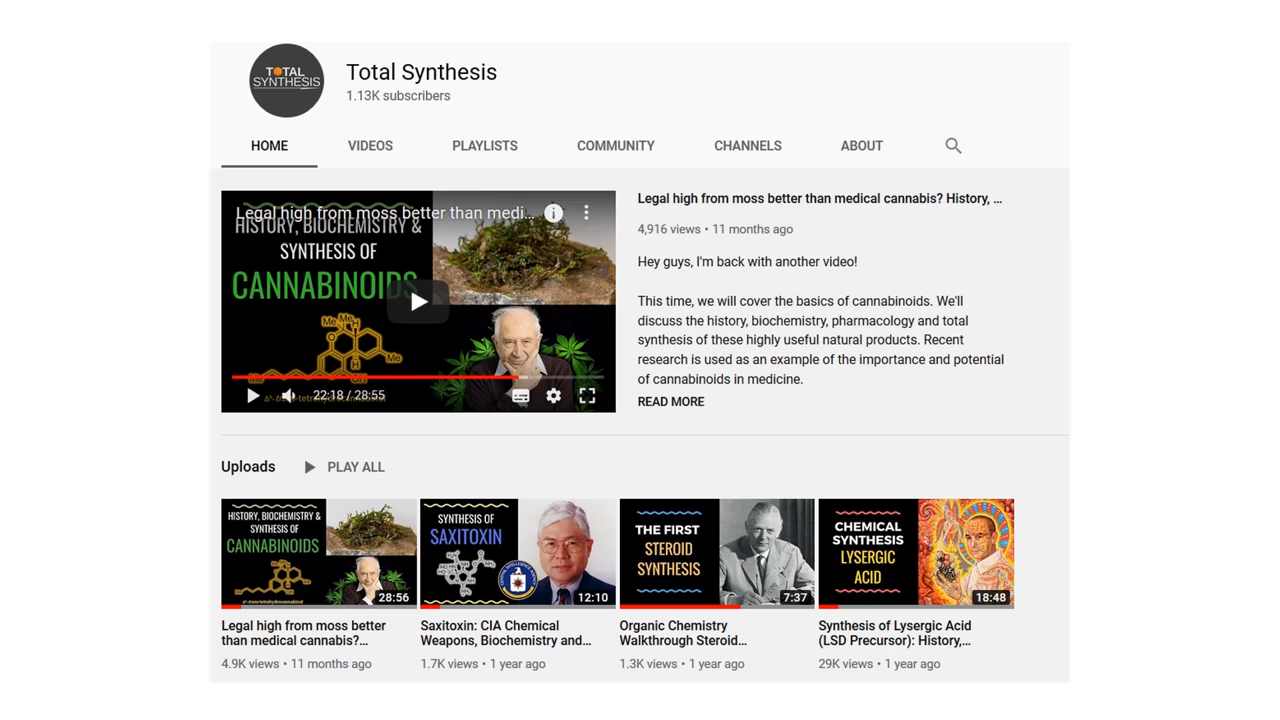 TOTAL
SYNTHESIS
Total Synthesis
1.13K subscribers
HOME
VIDEOS
PLAYLISTS
COMMUNITY
CHANNELS
ABOUT
Legal high from moss better than medi...
HISTORY, BIOCHEMISTRY &
SYNTHESIS OF
CANNABINOIDS
Me
Me
H
O
H
Me
Me
OH
22:18 / 28:55
Legal high from moss better than medical cannabis? History, ...
4,916 views • 11 months ago
Hey guys, I'm back with another video!
This time, we will cover the basics of cannabinoids. We'll
discuss the history, biochemistry, pharmacology and total
synthesis of these highly useful natural products. Recent
research is used as an example of the importance and potential
of cannabinoids in medicine.
READ MORE
Uploads
PLAY ALL
HISTORY, BIOCHEMISTRY &
SYNTHESIS OF
CANNABINOIDS
28:56
Legal high from moss better
than medical cannabis?...
4.9K views • 11 months ago
SYNTHESIS OF
SAXITOXIN
12:10
Saxitoxin: CIA Chemical
Weapons, Biochemistry and...
1.7K views • 1 year ago
THE FIRST
STEROID
SYNTHESIS
7:37
Organic Chemistry
Walkthrough Steroid...
1.3K views • 1 year ago
CHEMICAL
SYNTHESIS
LYSERGIC
ACID
18:48
Synthesis of Lysergic Acid
(LSD Precursor): History,...
29K views • 1 year ago